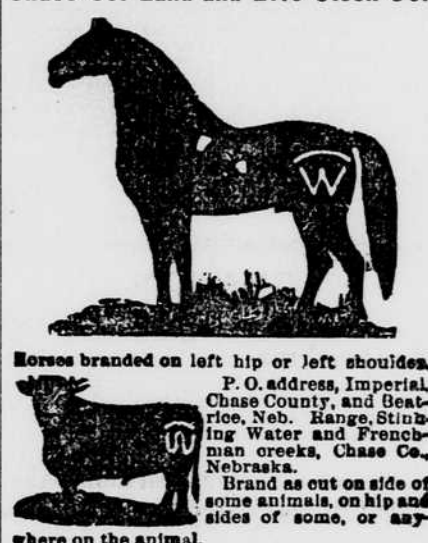 Horses branded on left hip or left shoulder
W
P. O. address, Imperial,
Chase County, and Beat-
rice, Neb. Range, Stink-
ing Water and French-
man creeks, Chase Co.,
Nebraska.
Brand as cut on side of
some animals, on hip and
sides of some, or any-
where on the animal.
W